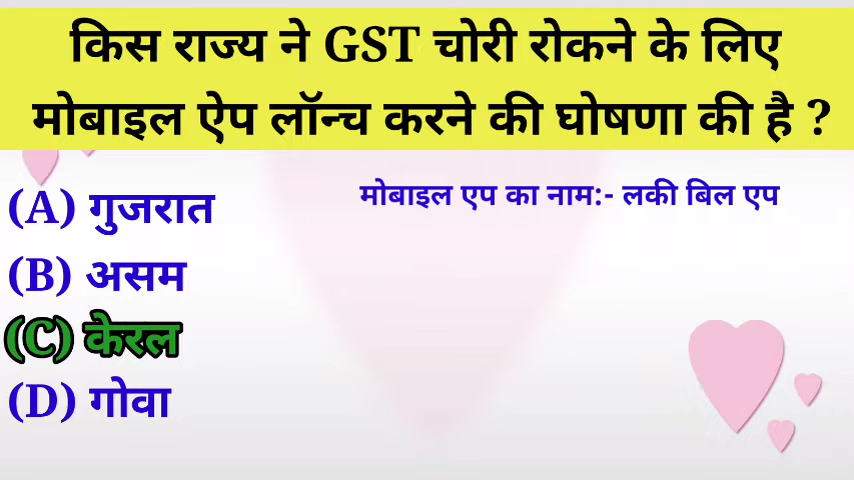 किस राज्य ने GST चोरी रोकने के लिए
मोबाइल ऐप लॉन्च करने की घोषणा की है ?
मोबाइल एप का नाम:- लकी बिल एप
(A) गुजरात
(B) असम
(C) केरल
(D) गोवा